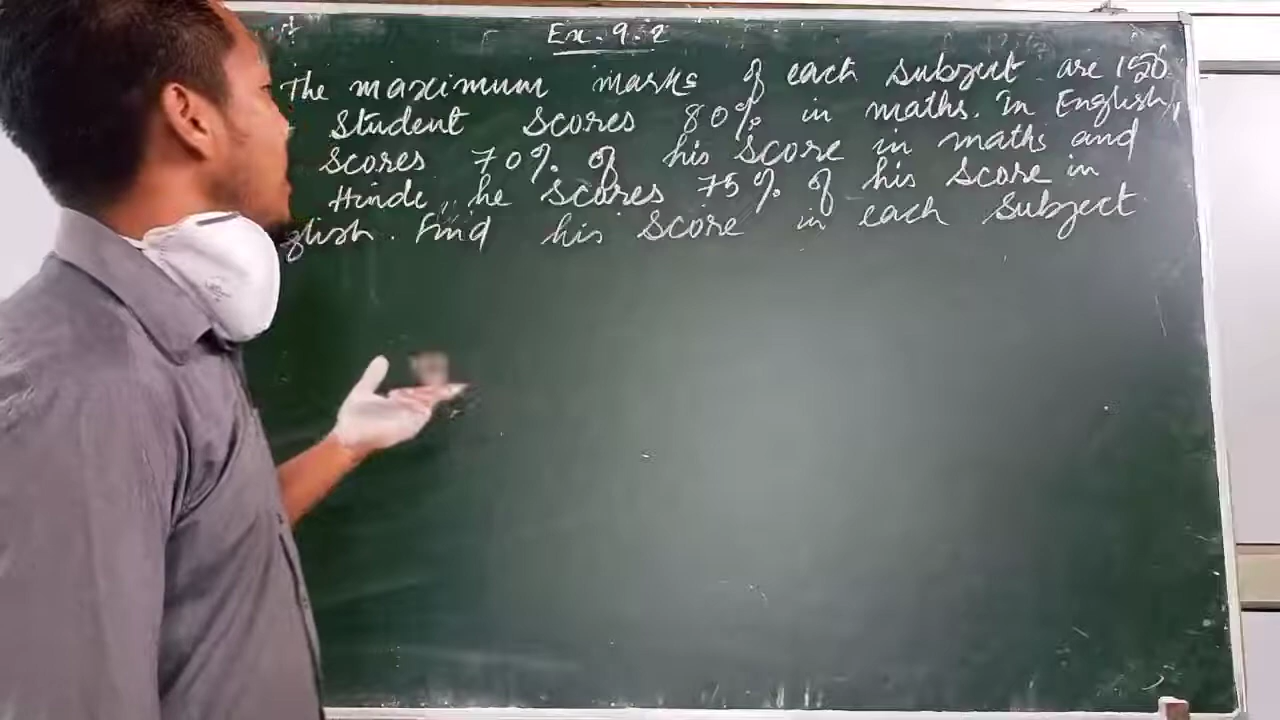 Ex. 9.2
The maximum marks of each subject are 150
Student scores 80% in maths. In English,
scores 70% of his score in maths and
Hindi, he scores 75% of his score in
glish. Find his score in each subject